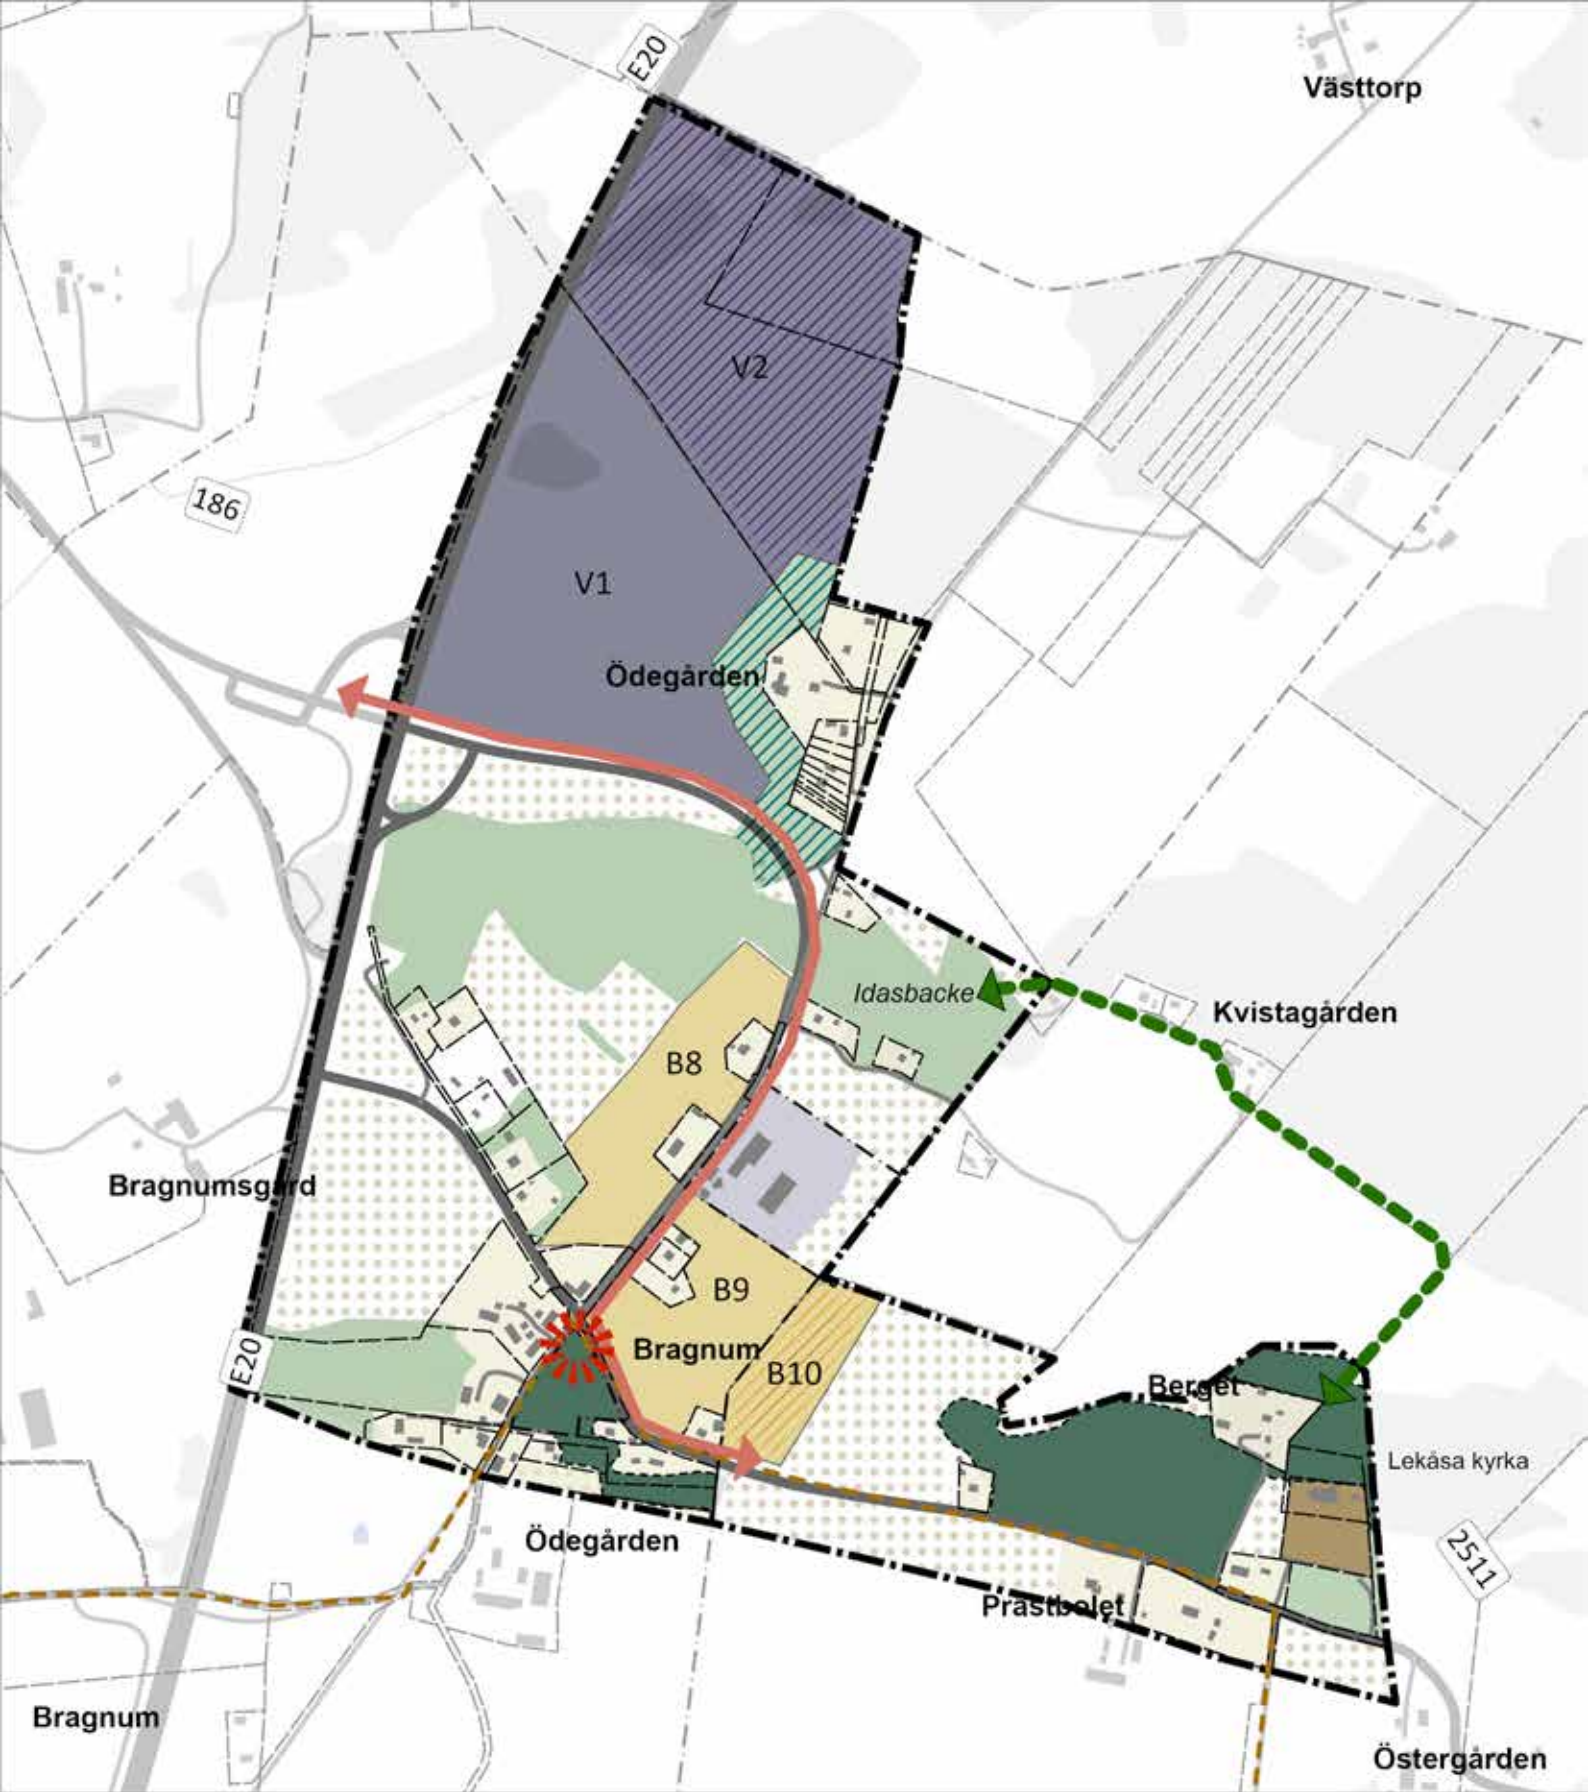 E20
Västtorp
V2
186
V1
Ödegården
Idasbacke
Kvistagården
B8
Bragnumsgård
B9
E20
Bragnum
B10
Berget
Lekåsa kyrka
Ödegården
2511
Prästbolet
Bragnum
Östergården